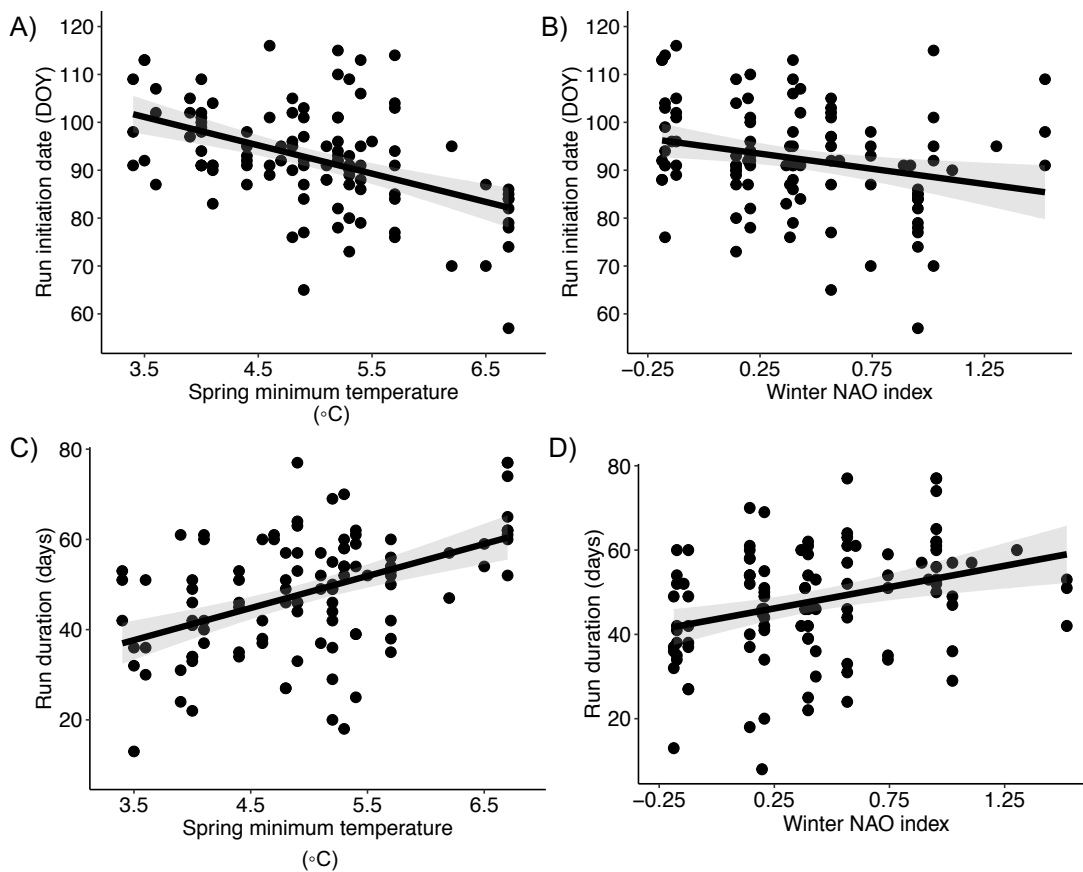 A)
Run initiation date (DOY)
120
110
100
90
80
70
60
3.5 4.5 5.5 6.5
Spring minimum temperature
(∘C)
B)
Run initiation date (DOY)
120
110
100
90
80
70
60
−0.25 0.25 0.75 1.25
Winter NAO index
C)
Run duration (days)
80
60
40
20
3.5 4.5 5.5 6.5
Spring minimum temperature
(∘C)
D)
Run duration (days)
80
60
40
20
−0.25 0.25 0.75 1.25
Winter NAO index